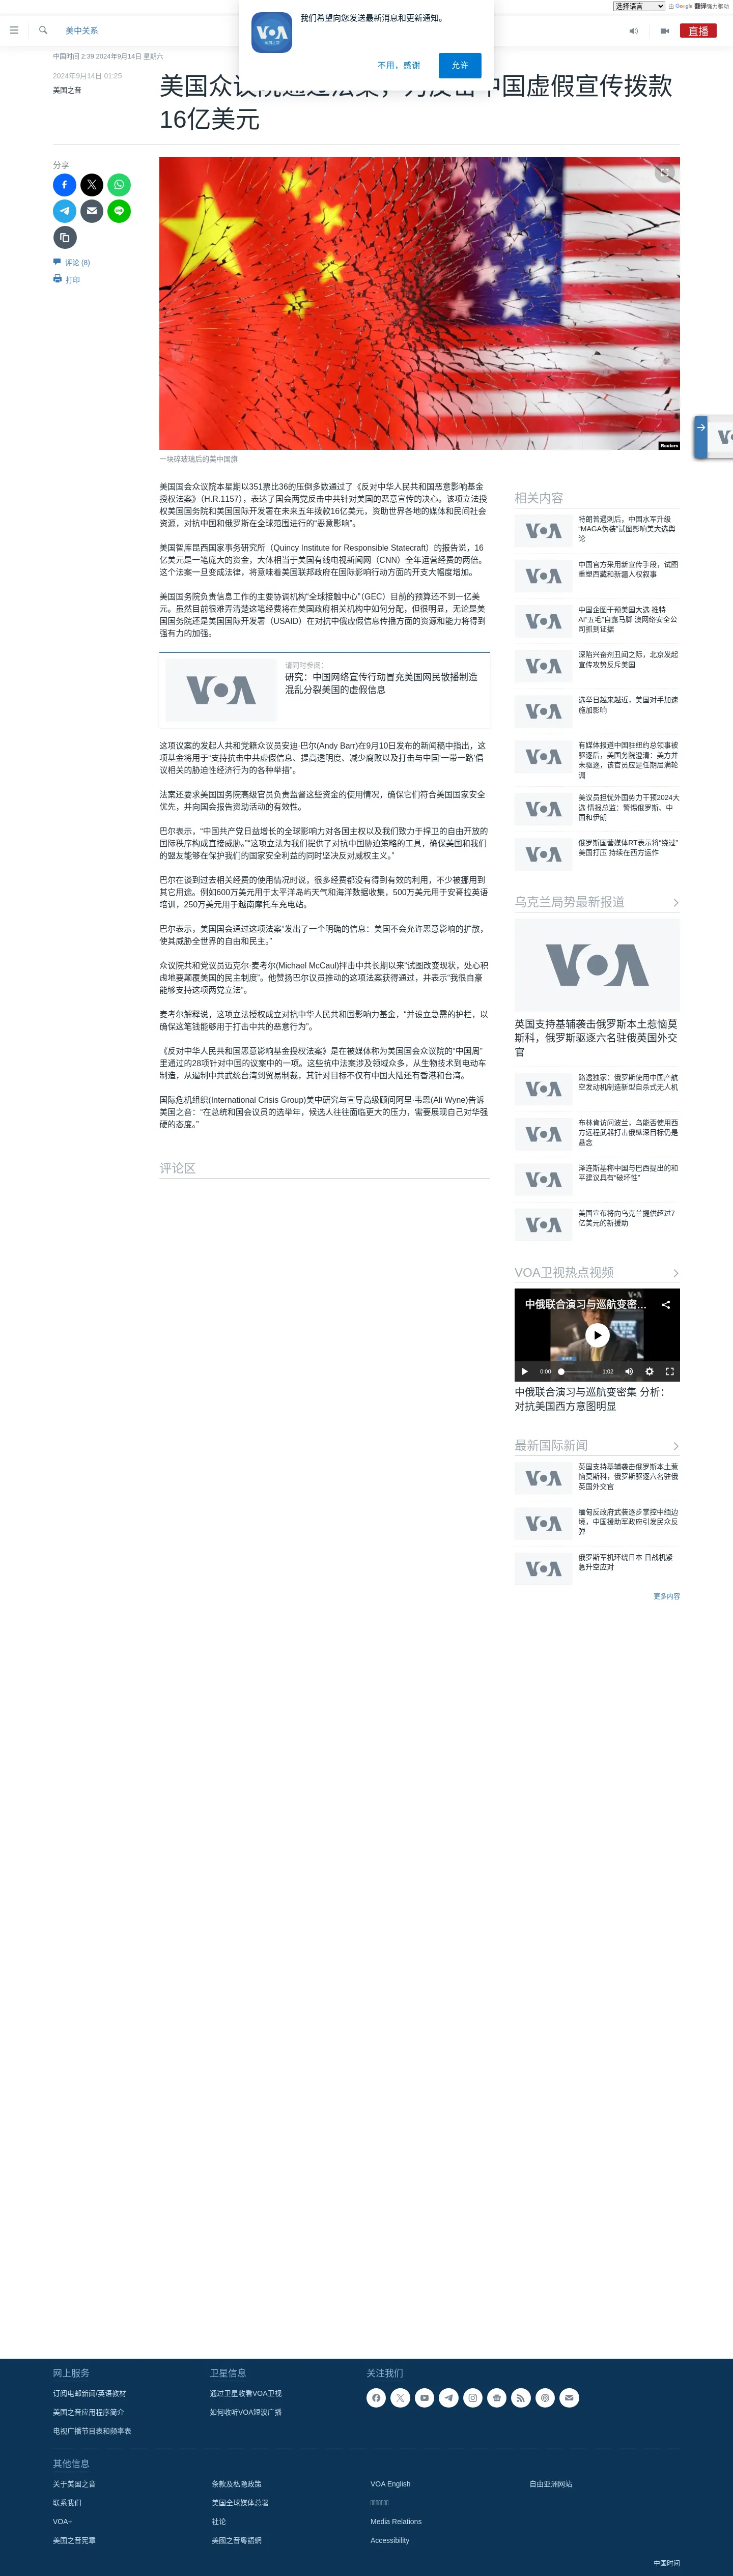 选择语言
由 Google 翻译强力驱动
我们希望向您发送最新消息和更新通知。
不用，感谢
允许
美中关系
直播
中国时间 2:39 2024年9月14日 星期六
2024年9月14日 01:25
美国之音
美国众议院通过法案，为反击中国虚假宣传拨款
16亿美元
分享
评论 (8)
打印
Reuters
一块碎玻璃后的美中国旗
美国国会众议院本星期以351票比36的压倒多数通过了《反对中华人民共和国恶意影响基金
授权法案》（H.R.1157），表达了国会两党反击中共针对美国的恶意宣传的决心。该项立法授
权美国国务院和美国国际开发署在未来五年拨款16亿美元，资助世界各地的媒体和民间社会
资源，对抗中国和俄罗斯在全球范围进行的“恶意影响”。
美国智库昆西国家事务研究所（Quincy Institute for Responsible Statecraft）的报告说，16
亿美元是一笔庞大的资金，大体相当于美国有线电视新闻网（CNN）全年运营经费的两倍。
这个法案一旦变成法律，将意味着美国联邦政府在国际影响行动方面的开支大幅增加。
美国国务院负责信息工作的主要协调机构“全球接触中心”（GEC）目前的预算还不到一亿美
元。虽然目前很难弄清楚这笔经费将在美国政府相关机构中如何分配，但很明显，无论是美
国国务院还是美国国际开发署（USAID）在对抗中俄虚假信息传播方面的资源和能力将得到
强有力的加强。
请同时参阅：
VOA
研究：中国网络宣传行动冒充美国网民散播制造
混乱分裂美国的虚假信息
这项议案的发起人共和党籍众议员安迪·巴尔(Andy Barr)在9月10日发布的新闻稿中指出，这
项基金将用于“支持抗击中共虚假信息、提高透明度、减少腐败以及打击与中国‘一带一路’倡
议相关的胁迫性经济行为的各种举措”。
法案还要求美国国务院高级官员负责监督这些资金的使用情况，确保它们符合美国国家安全
优先，并向国会报告资助活动的有效性。
巴尔表示，“中国共产党日益增长的全球影响力对各国主权以及我们致力于捍卫的自由开放的
国际秩序构成直接威胁。”“这项立法为我们提供了对抗中国胁迫策略的工具，确保美国和我们
的盟友能够在保护我们的国家安全利益的同时坚决反对威权主义。”
巴尔在谈到过去相关经费的使用情况时说，很多经费都没有得到有效的利用，不少被挪用到
其它用途。例如600万美元用于太平洋岛屿天气和海洋数据收集，500万美元用于安哥拉英语
培训，250万美元用于越南摩托车充电站。
巴尔表示，美国国会通过这项法案“发出了一个明确的信息：美国不会允许恶意影响的扩散，
使其威胁全世界的自由和民主。”
众议院共和党议员迈克尔·麦考尔(Michael McCaul)抨击中共长期以来“试图改变现状，处心积
虑地要颠覆美国的民主制度”。他赞扬巴尔议员推动的这项法案获得通过，并表示“我很自豪
能够支持这项两党立法”。
麦考尔解释说，这项立法授权成立对抗中华人民共和国影响力基金，“并设立急需的护栏，以
确保这笔钱能够用于打击中共的恶意行为”。
《反对中华人民共和国恶意影响基金授权法案》是在被媒体称为美国国会众议院的“中国周”
里通过的28项针对中国的议案中的一项。这些抗中法案涉及领域众多，从生物技术到电动车
制造，从遏制中共武统台湾到贸易制裁，其针对目标不仅有中国大陆还有香港和台湾。
国际危机组织(International Crisis Group)美中研究与宣导高级顾问阿里·韦恩(Ali Wyne)告诉
美国之音：“在总统和国会议员的选举年，候选人往往面临更大的压力，需要展现自己对华强
硬的态度。”
评论区
相关内容
特朗普遇刺后，中国水军升级
“MAGA伪装”试图影响美大选舆
论
中国官方采用新宣传手段，试图
重塑西藏和新疆人权叙事
中国企图干预美国大选 推特
AI“五毛”自露马脚 澳网络安全公
司抓到证据
深陷兴奋剂丑闻之际，北京发起
宣传攻势反斥美国
选举日越来越近，美国对手加速
施加影响
有媒体报道中国驻纽约总领事被
驱逐后，美国务院澄清：美方并
未驱逐，该官员应是任期届满轮
调
美议员担忧外国势力干预2024大
选 情报总监：警惕俄罗斯、中
国和伊朗
俄罗斯国营媒体RT表示将“绕过”
美国打压 持续在西方运作
乌克兰局势最新报道
VOA
英国支持基辅袭击俄罗斯本土惹恼莫
斯科，俄罗斯驱逐六名驻俄英国外交
官
路透独家：俄罗斯使用中国产航
空发动机制造新型自杀式无人机
布林肯访问波兰，乌能否使用西
方远程武器打击俄纵深目标仍是
悬念
泽连斯基称中国与巴西提出的和
平建议具有“破坏性”
美国宣布将向乌克兰提供超过7
亿美元的新援助
VOA卫视热点视频
中俄联合演习与巡航变密…
0:00
1:02
中俄联合演习与巡航变密集 分析：
对抗美国西方意图明显
最新国际新闻
英国支持基辅袭击俄罗斯本土惹
恼莫斯科，俄罗斯驱逐六名驻俄
英国外交官
缅甸反政府武装逐步掌控中缅边
境，中国援助军政府引发民众反
弹
俄罗斯军机环绕日本 日战机紧
急升空应对
更多内容
网上服务
订阅电邮新闻/英语教材
美国之音应用程序简介
电视广播节目表和频率表
卫星信息
通过卫星收看VOA卫视
如何收听VOA短波广播
关注我们
其他信息
关于美国之音
条款及私隐政策
VOA English
自由亚洲网站
联系我们
美国全球媒体总署
VOA+
社论
Media Relations
美国之音宪章
美國之音粵語網
Accessibility
中国时间